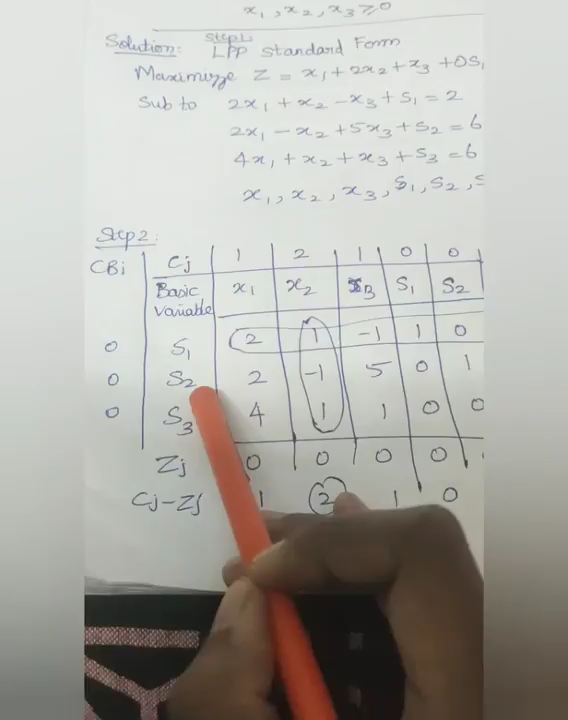 x₁, x₂, x₃ ≥ 0
Solution: Step1: LPP Standard Form
Maximize Z = x₁ + 2x₂ + x₃ + 0S₁
Sub to 2x₁ + x₂ - x₃ + S₁ = 2
2x₁ - x₂ + 5x₃ + S₂ = 6
4x₁ + x₂ + x₃ + S₃ = 6
x₁, x₂, x₃, S₁, S₂, S
Step2:
CBi Cj 1 2 1 0 0
Basic Variable x₁ x₂ x₃ S₁ S₂
0 S₁ 2 1 -1 1 0
0 S₂ 2 -1 5 0 1
0 S₃ 4 1 1 0 0
Zj 0 0 0 0 0
Cj-Zj 1 2 1 0